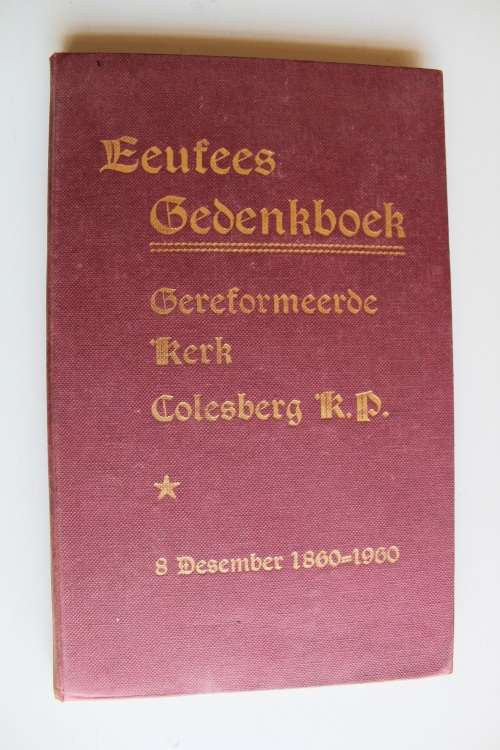 Eeufees
Gedenkboek
Gereformeerde
Kerk
Colesberg K.P.
8 Desember 1860-1960